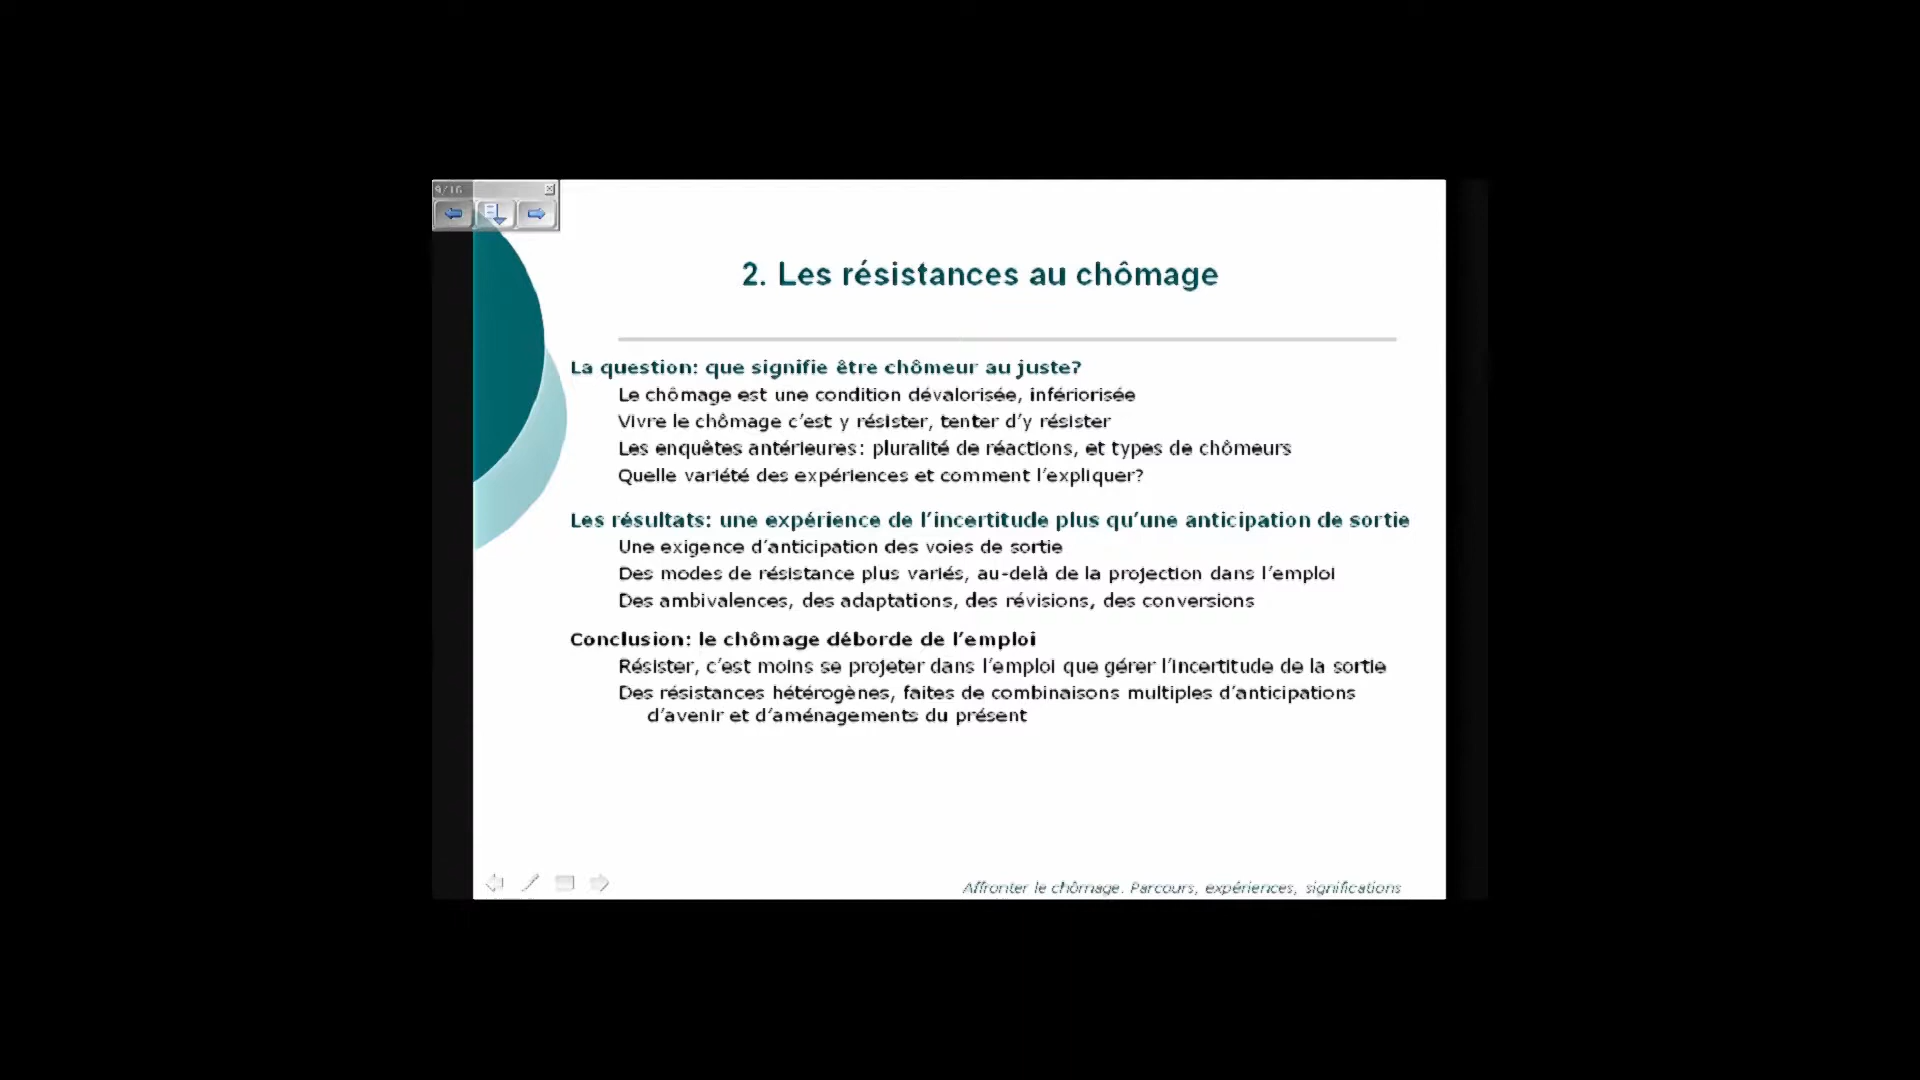 9/16
2. Les résistances au chômage
La question: que signifie être chômeur au juste?
Le chômage est une condition dévalorisée, infériorisée
Vivre le chômage c’est y résister, tenter d’y résister
Les enquêtes antérieures: pluralité de réactions, et types de chômeurs
Quelle variété des expériences et comment l’expliquer?
Les résultats: une expérience de l’incertitude plus qu’une anticipation de sortie
Une exigence d’anticipation des voies de sortie
Des modes de résistance plus variés, au-delà de la projection dans l’emploi
Des ambivalences, des adaptations, des révisions, des conversions
Conclusion: le chômage déborde de l’emploi
Résister, c’est moins se projeter dans l’emploi que gérer l’incertitude de la sortie
Des résistances hétérogènes, faites de combinaisons multiples d’anticipations
d’avenir et d’aménagements du présent
Affronter le chômage. Parcours, expériences, significations